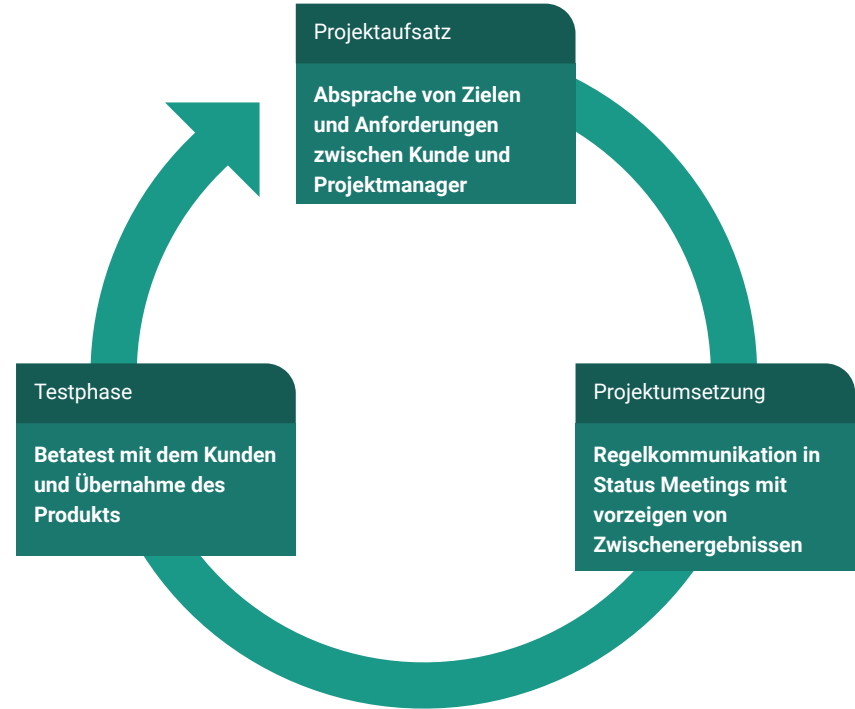 Projektaufsatz
Absprache von Zielen
und Anforderungen
zwischen Kunde und
Projektmanager
Testphase
Betatest mit dem Kunden
und Übernahme des
Produkts
Projektumsetzung
Regelkommunikation in
Status Meetings mit
vorzeigen von
Zwischenergebnissen